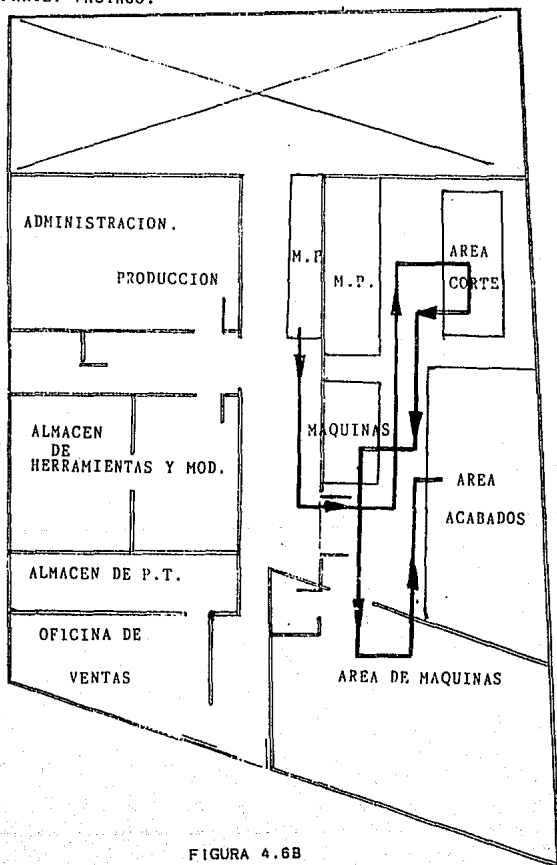 ADMINISTRACION.
PRODUCCION
M.P
M.P.
AREA
CORTE
ALMACEN
DE
HERRAMIENTAS Y MOD.
MAQUINAS
AREA
ACABADOS
ALMACEN DE P.T.
OFICINA DE
VENTAS
AREA DE MAQUINAS
FIGURA 4.6B